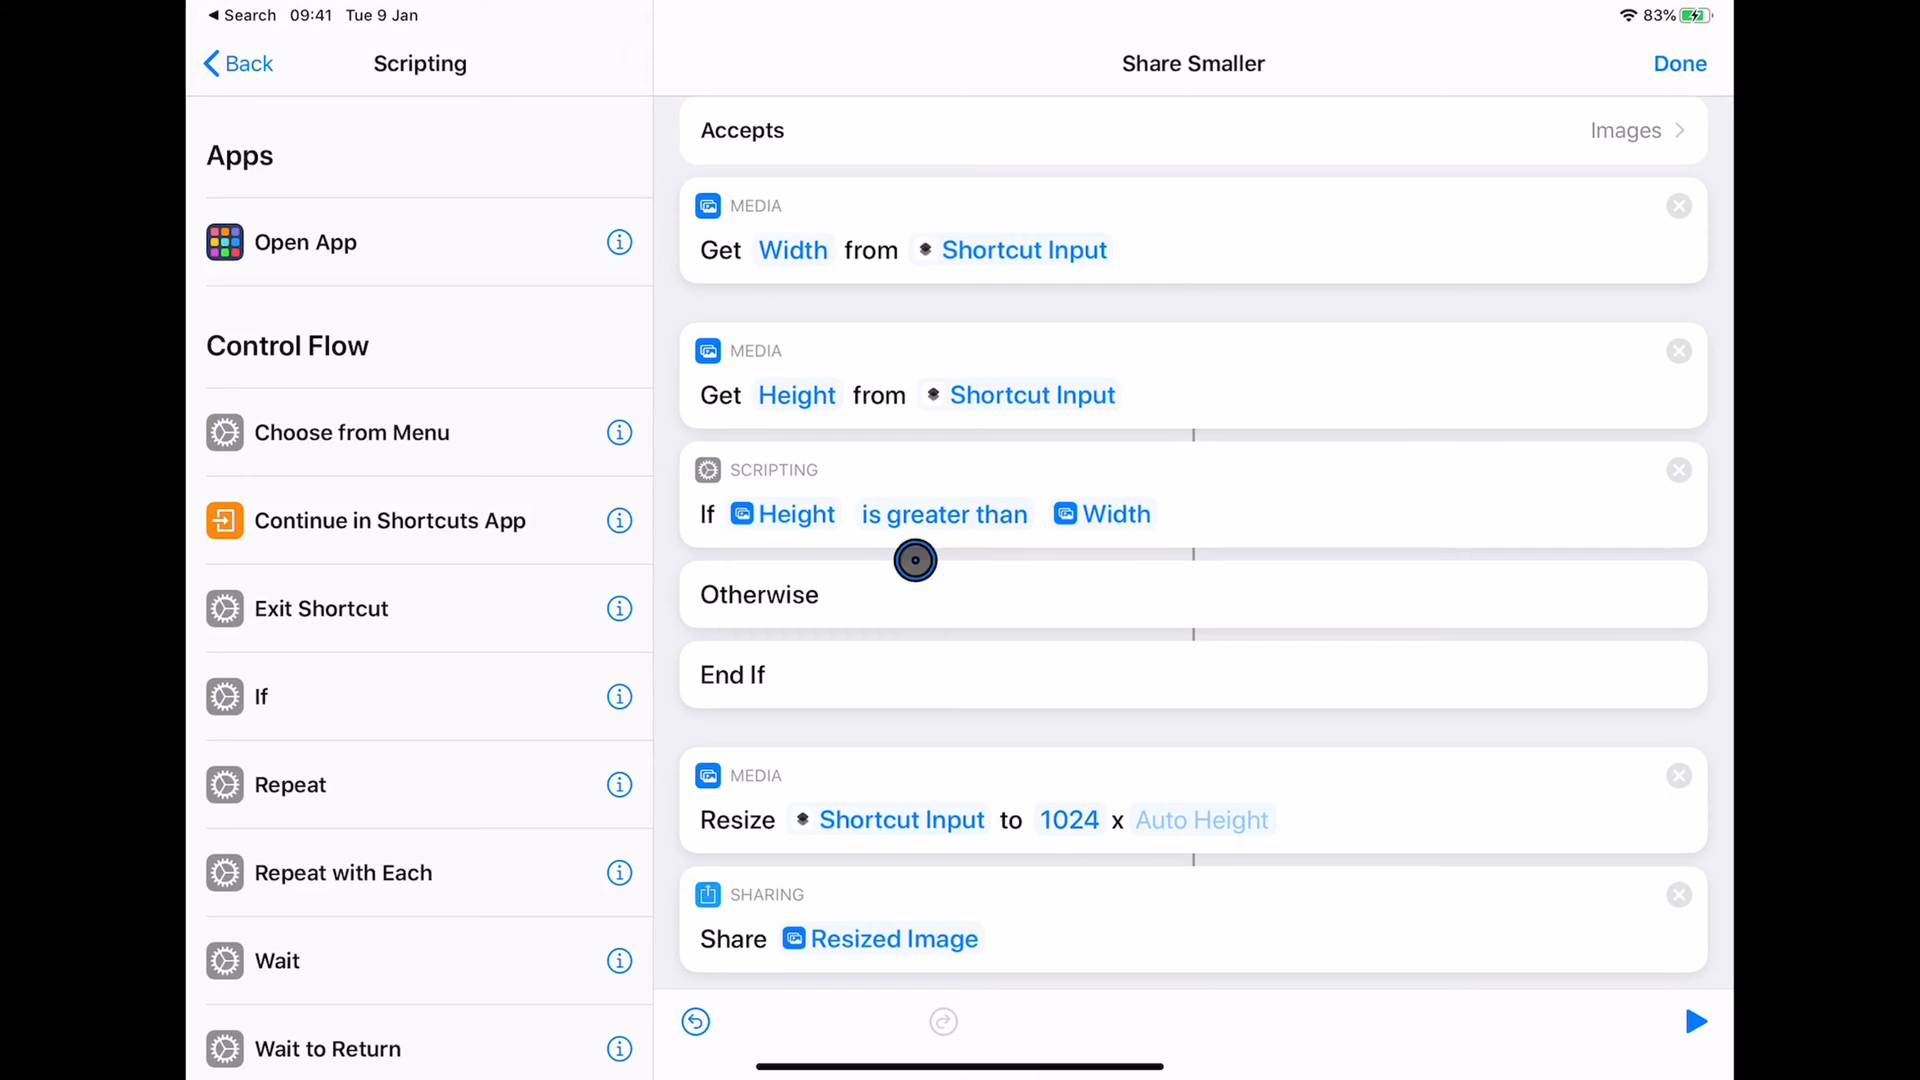 Search 09:41 Tue 9 Jan
83%
Back
Scripting
Share Smaller
Done
Apps
Open App
Control Flow
Choose from Menu
Continue in Shortcuts App
Exit Shortcut
If
Repeat
Repeat with Each
Wait
Wait to Return
Accepts
Images
MEDIA
Get Width from Shortcut Input
MEDIA
Get Height from Shortcut Input
SCRIPTING
If Height is greater than Width
Otherwise
End If
MEDIA
Resize Shortcut Input to 1024 x Auto Height
SHARING
Share Resized Image